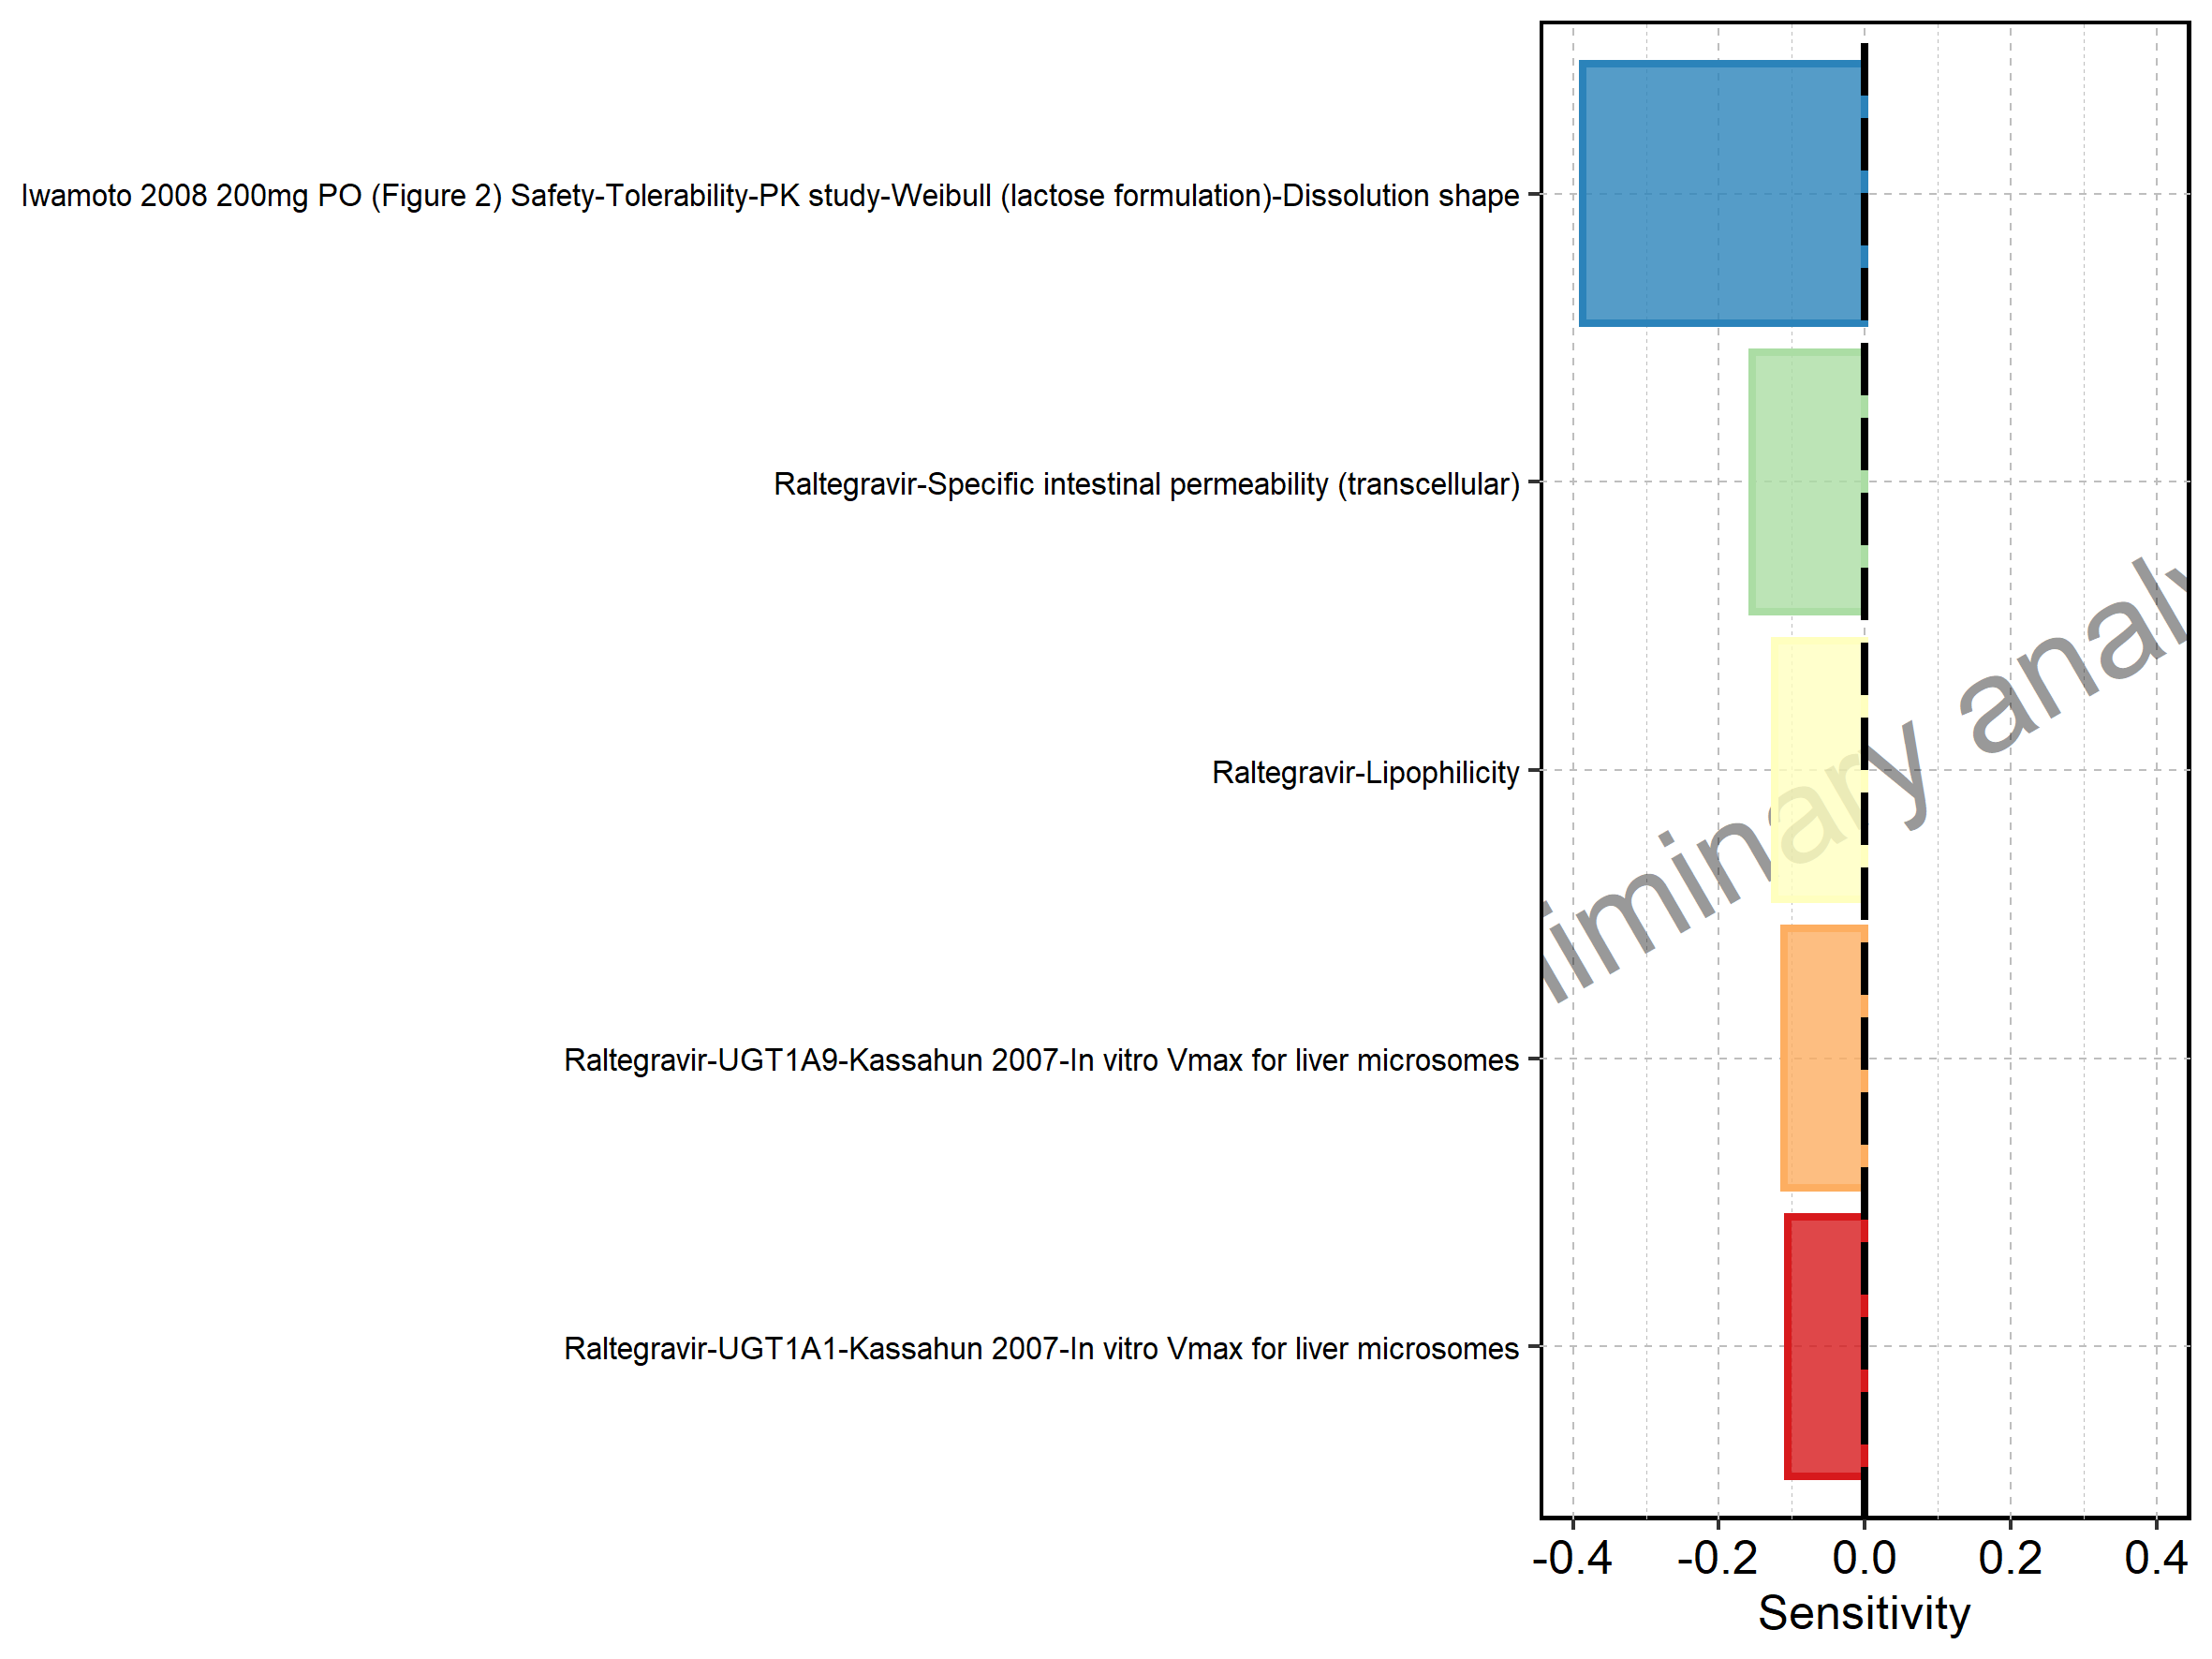 Iwamoto 2008 200mg PO (Figure 2) Safety-Tolerability-PK study-Weibull (lactose formulation)-Dissolution shape
Raltegravir-Specific intestinal permeability (transcellular)
Raltegravir-Lipophilicity
Raltegravir-UGT1A9-Kassahun 2007-In vitro Vmax for liver microsomes
Raltegravir-UGT1A1-Kassahun 2007-In vitro Vmax for liver microsomes
iminary analy
-0.4 -0.2 0.0 0.2 0.4
Sensitivity